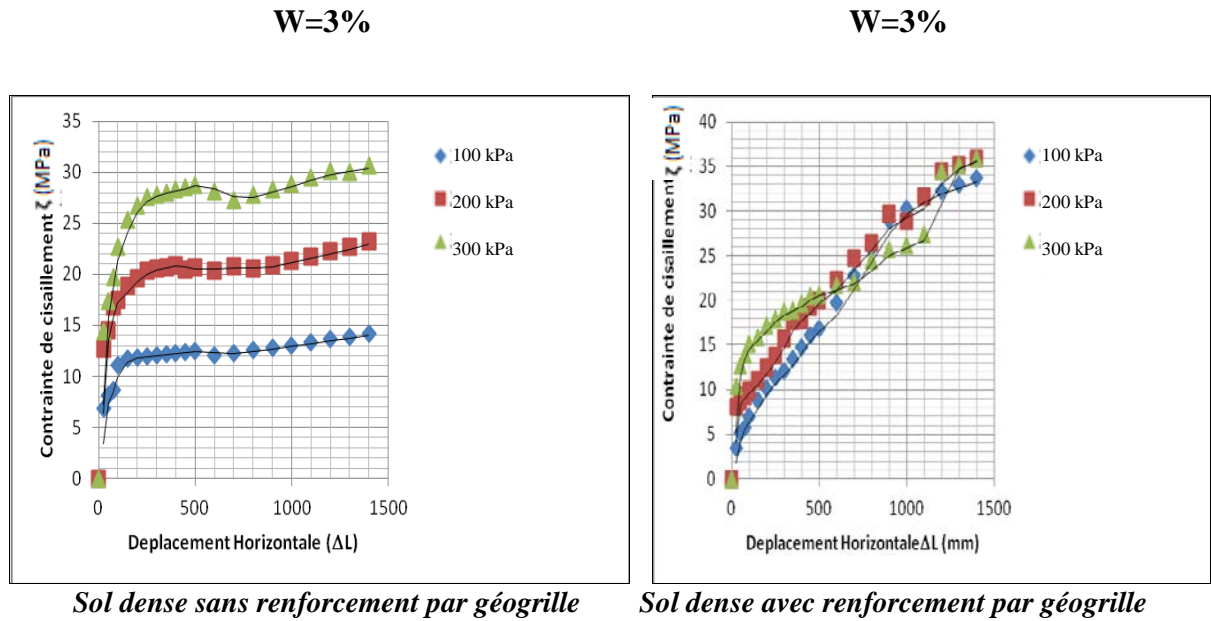 W=3%
W=3%
Contrainte de cisaillement ζ (MPa)
35
30
25
20
15
10
5
0
0 500 1000 1500
Deplacement Horizontale (ΔL)
100 kPa
200 kPa
300 kPa
Contrainte de cisaillement ζ (MPa)
40
35
30
25
20
15
10
5
0
0 500 1000 1500
Deplacement HorizontaleΔL (mm)
100 kPa
200 kPa
300 kPa
Sol dense sans renforcement par géogrille
Sol dense avec renforcement par géogrille